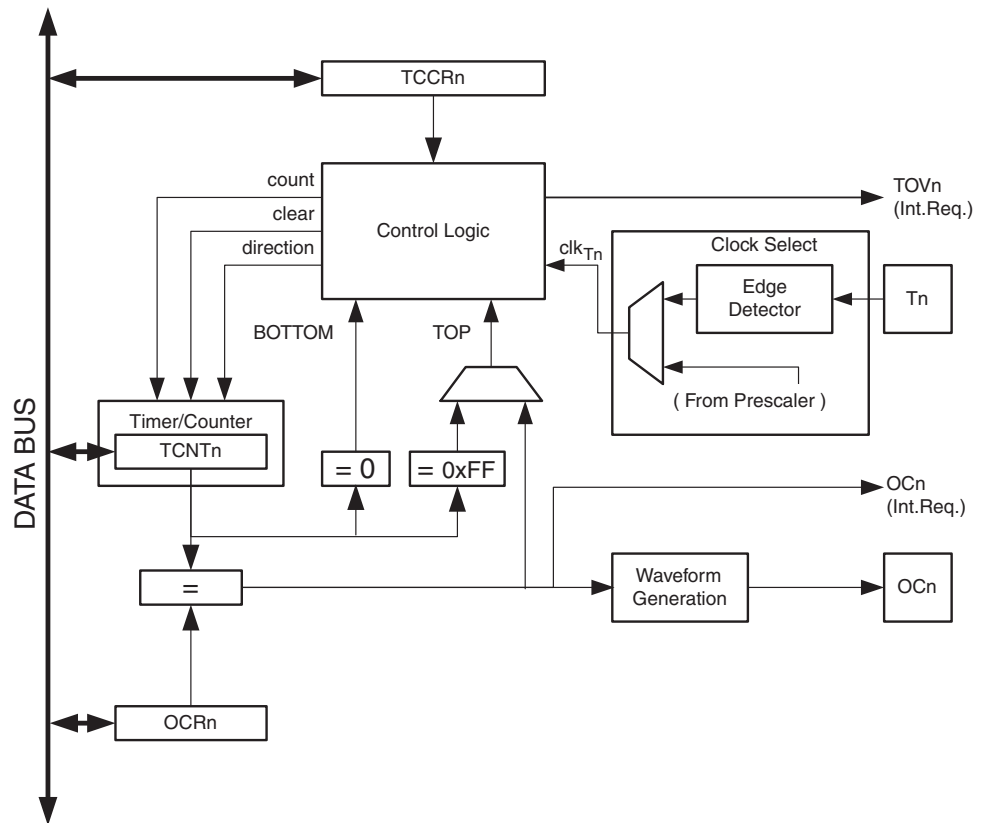 TCCRn
count
clear
direction
Control Logic
TOVn
(Int.Req.)
clkTn
Clock Select
Edge
Detector
Tn
( From Prescaler )
BOTTOM
TOP
DATA BUS
Timer/Counter
TCNTn
= 0
= 0xFF
OCn
(Int.Req.)
=
Waveform
Generation
OCn
OCRn